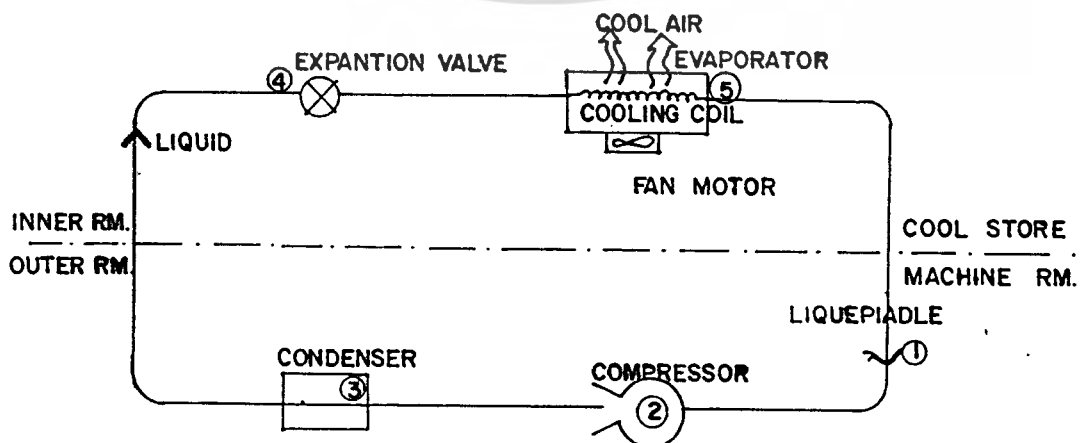 COOL AIR
④ EXPANTION VALVE
EVAPORATOR
⑤
COOLING COIL
LIQUID
FAN MOTOR
INNER RM.
COOL STORE
OUTER RM.
MACHINE RM.
LIQUEPIADLE
①
CONDENSER
③
COMPRESSOR
②